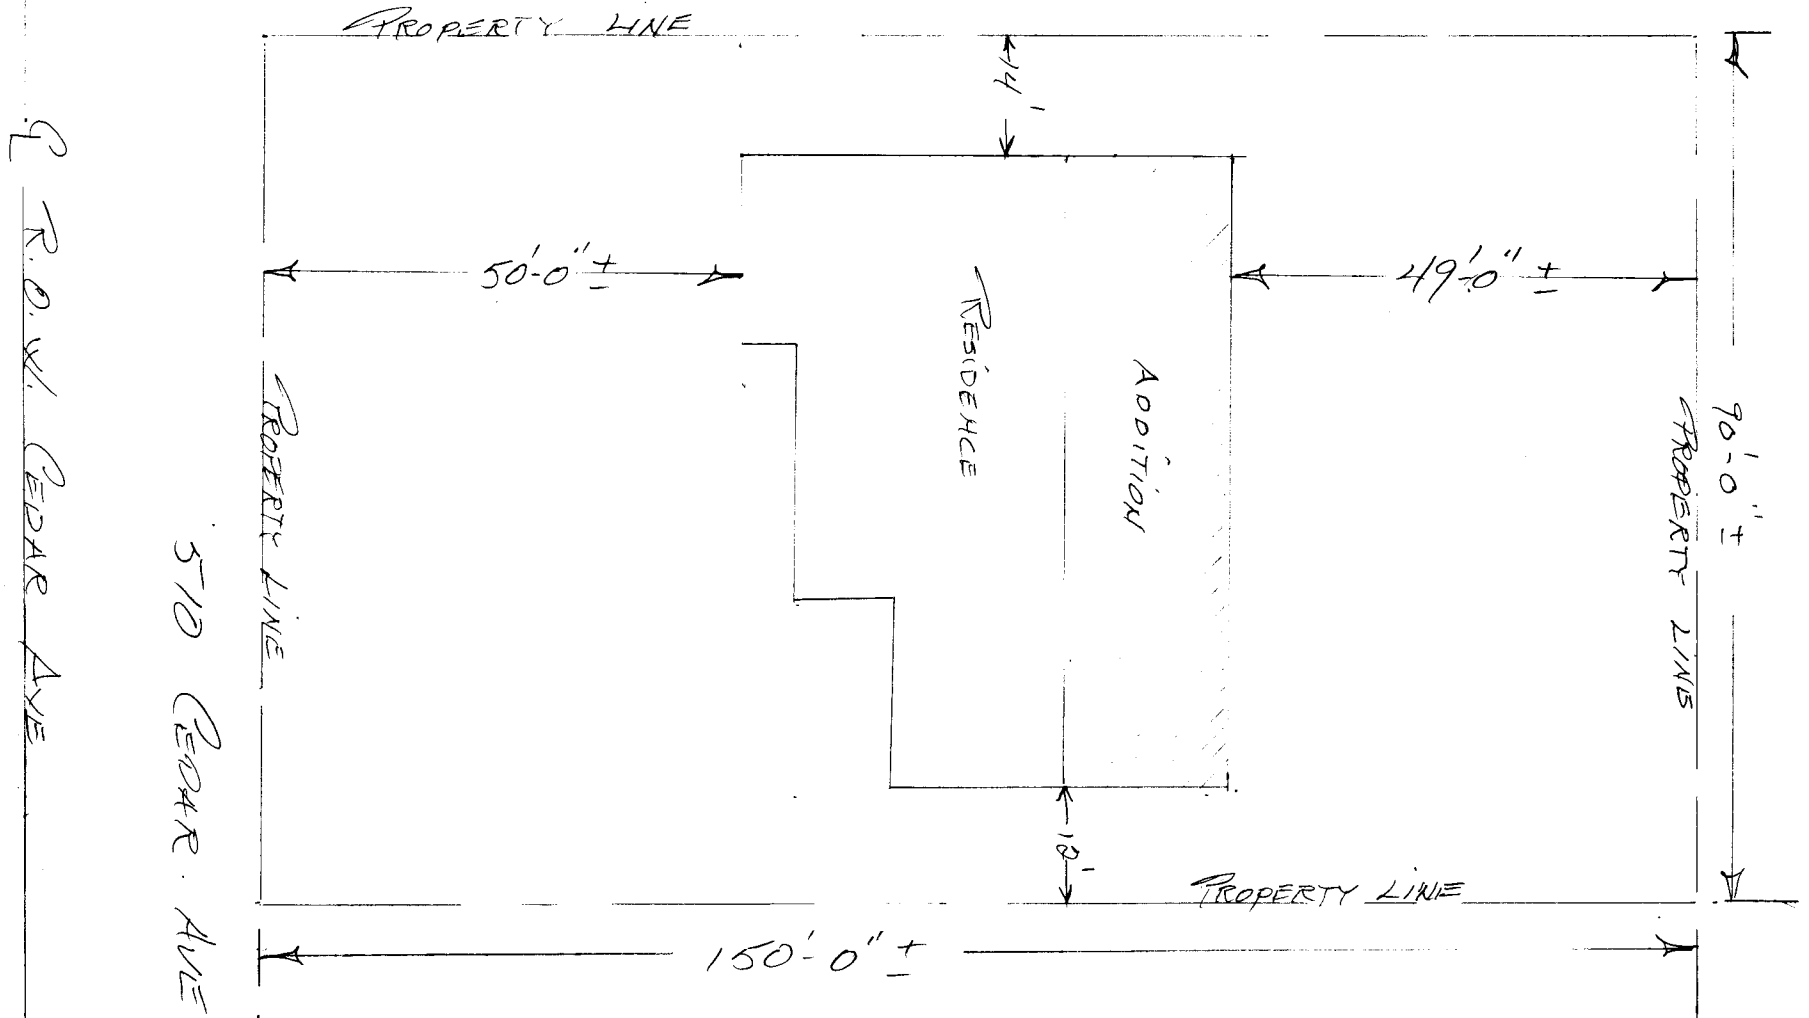 PROPERTY LINE
14'
50'-0" ±
49'-0" ±
RESIDENCE
ADDITION
PROPERTY LINE
PROPERTY LINE
90'-0" ±
℄ R.O.W. CEDAR AVE
510 CEDAR AVE
12'
PROPERTY LINE
150'-0" ±